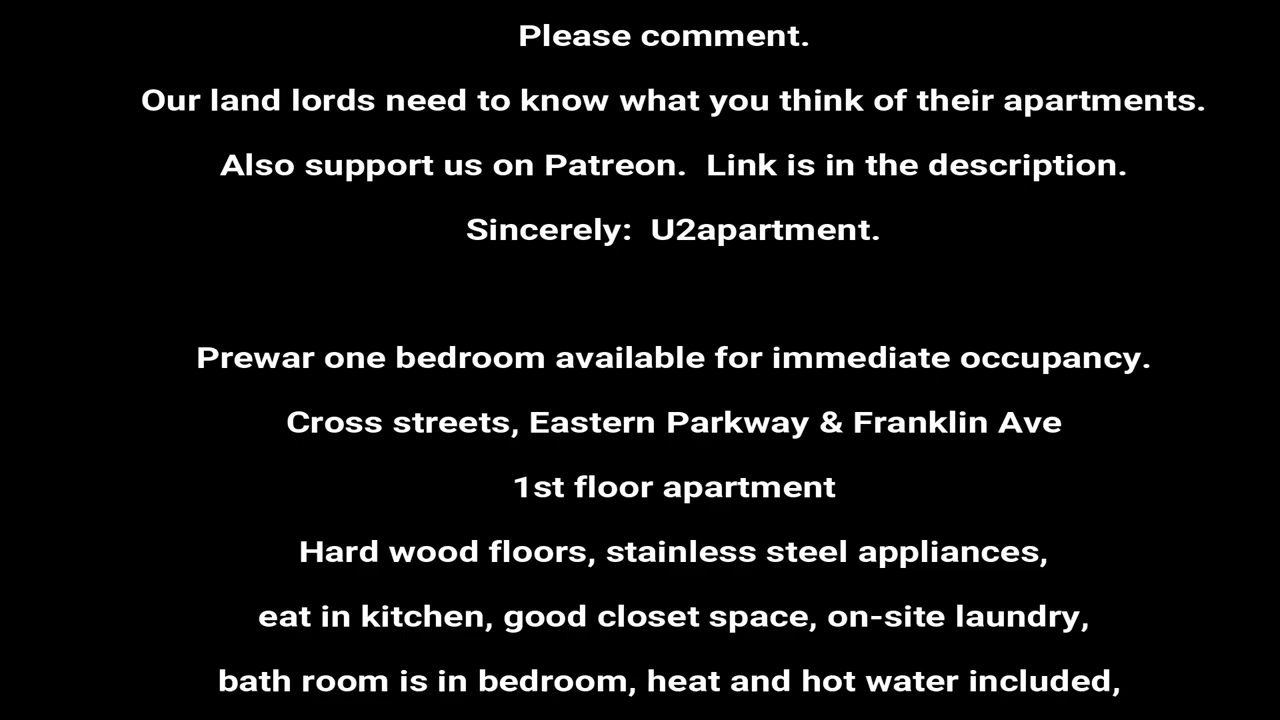 Please comment.
Our land lords need to know what you think of their apartments.
Also support us on Patreon.  Link is in the description.
Sincerely:  U2apartment.
Prewar one bedroom available for immediate occupancy.
Cross streets, Eastern Parkway & Franklin Ave
1st floor apartment
Hard wood floors, stainless steel appliances,
eat in kitchen, good closet space, on-site laundry,
bath room is in bedroom, heat and hot water included,